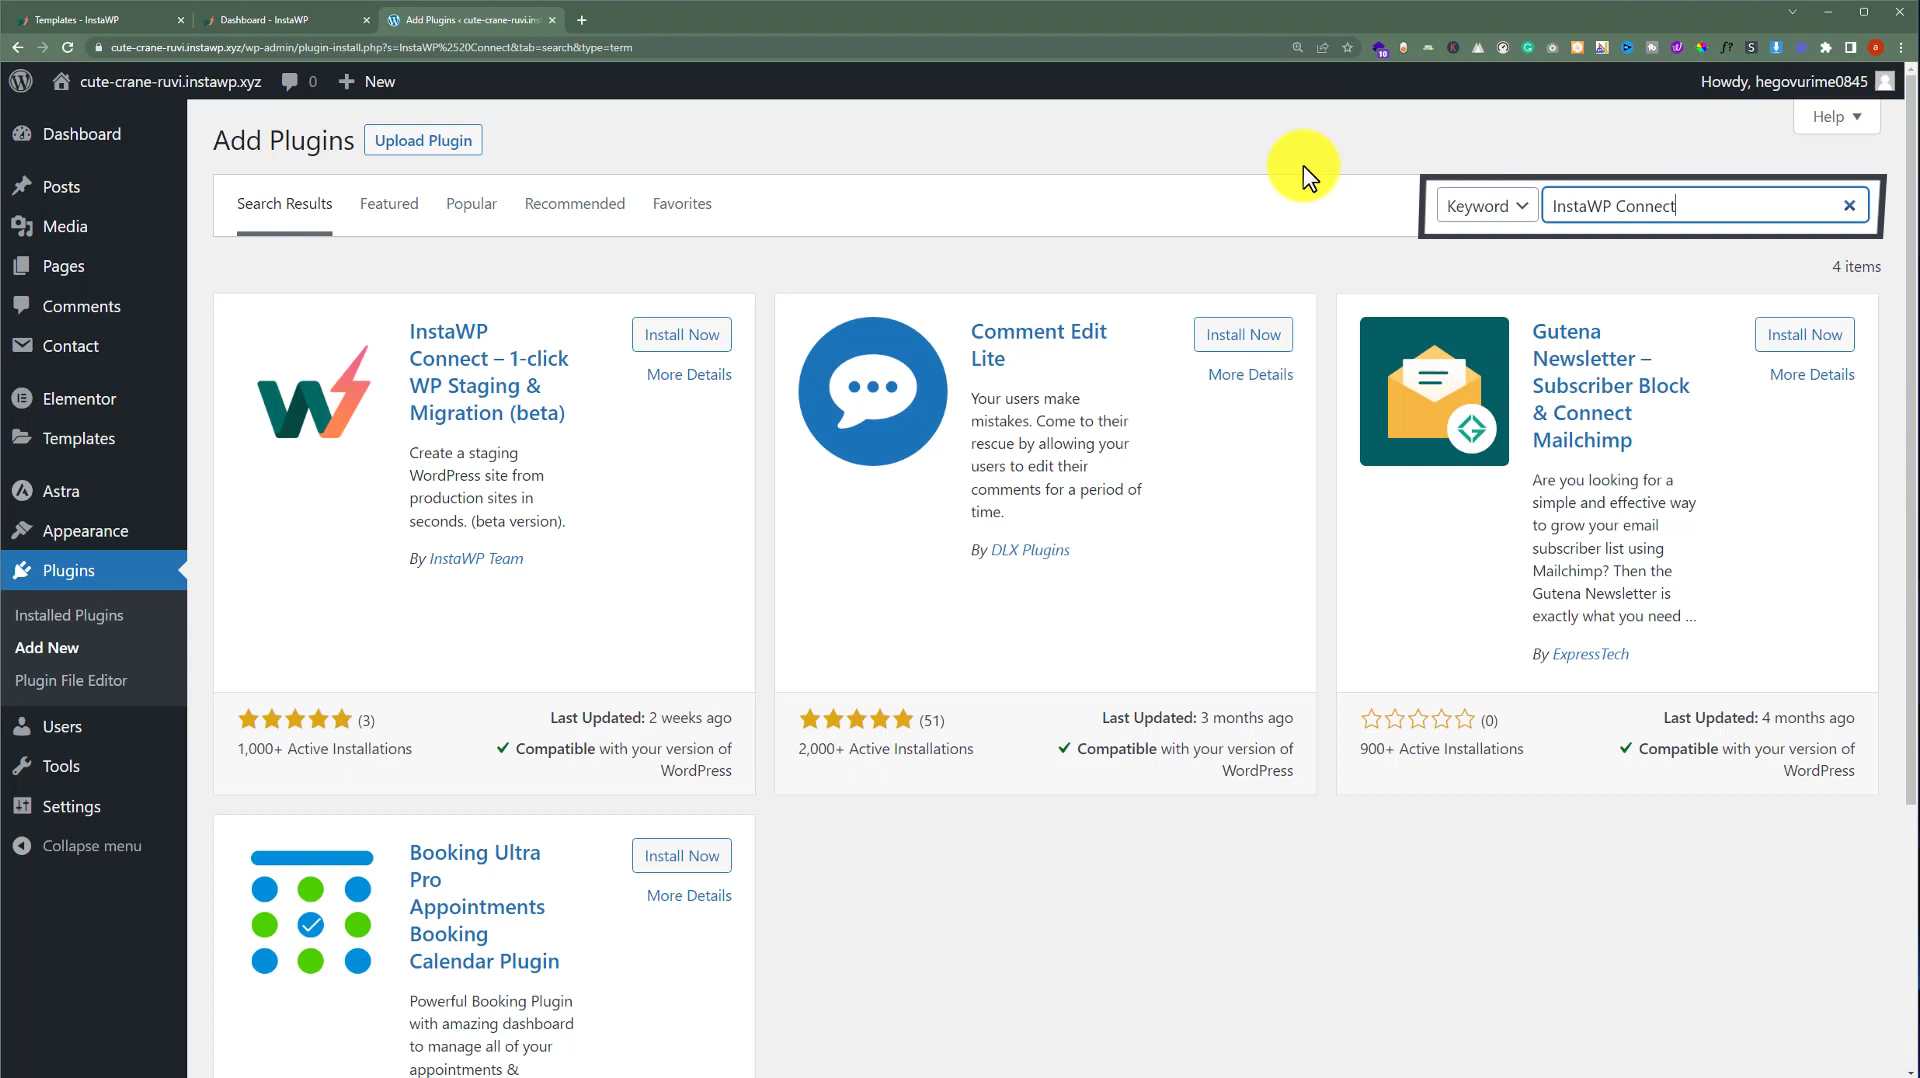 Templates - InstaWP
Dashboard - InstaWP
Add Plugins ‹ cute-crane-ruvi.inst
cute-crane-ruvi.instawp.xyz/wp-admin/plugin-install.php?s=InstaWP%2520Connect&tab=search&type=term
cute-crane-ruvi.instawp.xyz
0
New
Howdy, hegovurime0845
Dashboard
Posts
Media
Pages
Comments
Contact
Elementor
Templates
Astra
Appearance
Plugins
Installed Plugins
Add New
Plugin File Editor
Users
Tools
Settings
Collapse menu
Help
Add Plugins
Upload Plugin
Search Results
Featured
Popular
Recommended
Favorites
Keyword
InstaWP Connect
4 items
InstaWP
Connect – 1-click
WP Staging &
Migration (beta)
Install Now
More Details
Create a staging
WordPress site from
production sites in
seconds. (beta version).
By InstaWP Team
(3)
1,000+ Active Installations
Last Updated: 2 weeks ago
Compatible with your version of
WordPress
Comment Edit
Lite
Install Now
More Details
Your users make
mistakes. Come to their
rescue by allowing your
users to edit their
comments for a period of
time.
By DLX Plugins
(51)
2,000+ Active Installations
Last Updated: 3 months ago
Compatible with your version of
WordPress
Gutena
Newsletter –
Subscriber Block
& Connect
Mailchimp
Install Now
More Details
Are you looking for a
simple and effective way
to grow your email
subscriber list using
Mailchimp? Then the
Gutena Newsletter is
exactly what you need ...
By ExpressTech
(0)
900+ Active Installations
Last Updated: 4 months ago
Compatible with your version of
WordPress
Booking Ultra
Pro
Appointments
Booking
Calendar Plugin
Install Now
More Details
Powerful Booking Plugin
with amazing dashboard
to manage all of your
appointments &